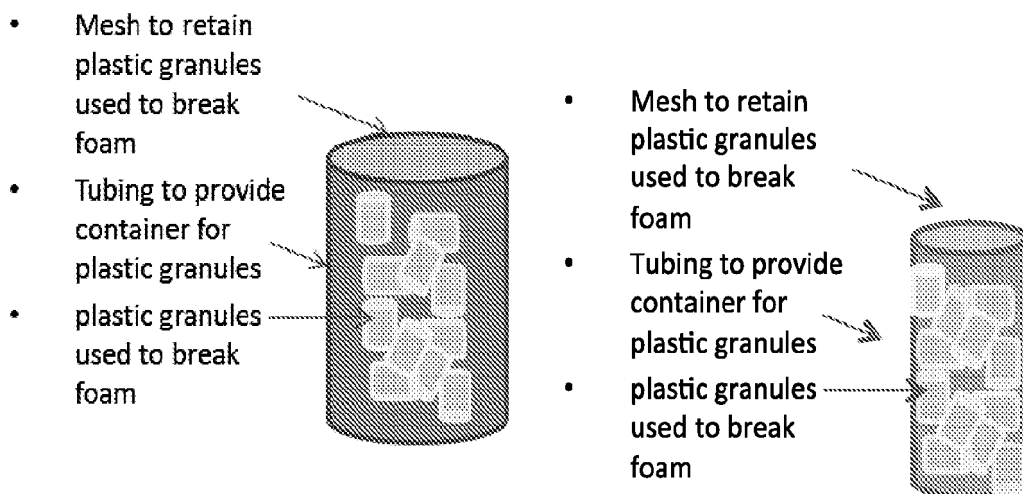 • Mesh to retain
plastic granules
used to break
foam
• Tubing to provide
container for
plastic granules
• plastic granules
used to break
foam
• Mesh to retain
plastic granules
used to break
foam
• Tubing to provide
container for
plastic granules
• plastic granules
used to break
foam